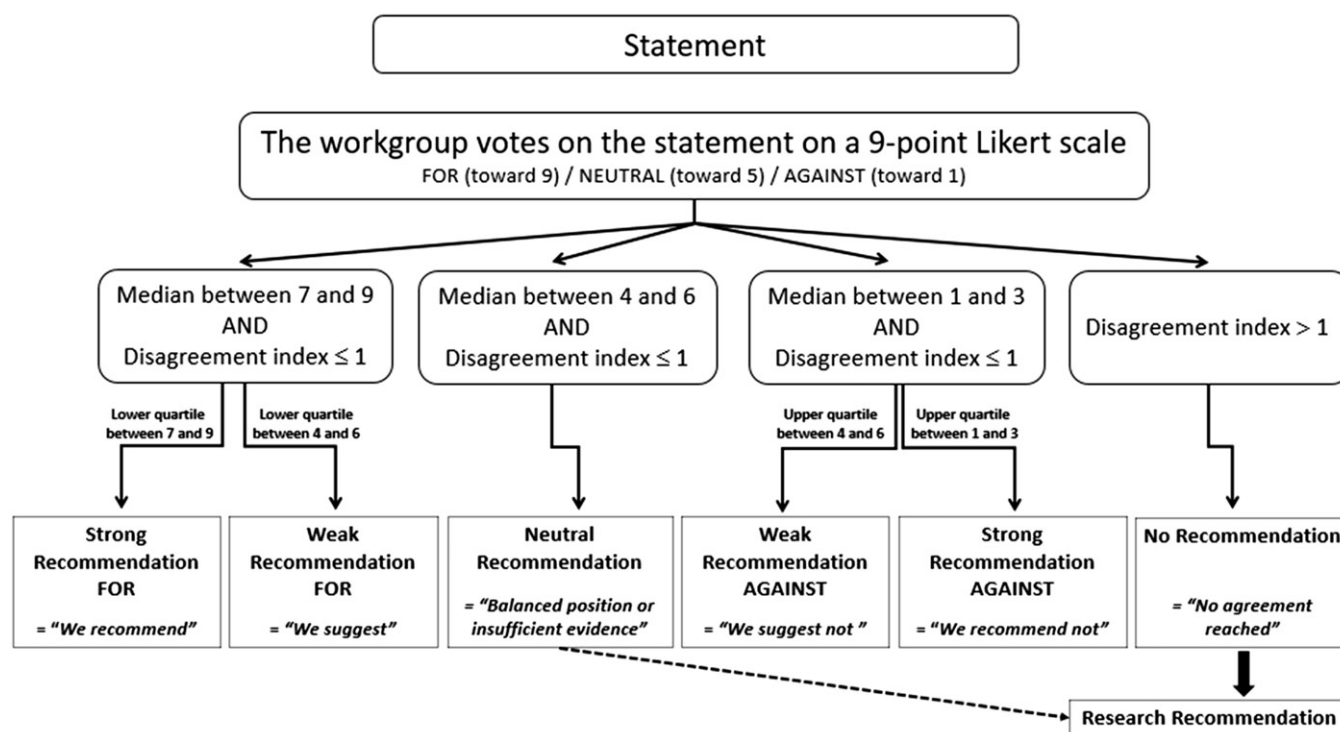 Statement
The workgroup votes on the statement on a 9-point Likert scale
FOR (toward 9) / NEUTRAL (toward 5) / AGAINST (toward 1)
Median between 7 and 9
AND
Disagreement index ≤ 1
Median between 4 and 6
AND
Disagreement index ≤ 1
Median between 1 and 3
AND
Disagreement index ≤ 1
Disagreement index > 1
Lower quartile
between 7 and 9
Lower quartile
between 4 and 6
Upper quartile
between 4 and 6
Upper quartile
between 1 and 3
Strong
Recommendation
FOR
= “We recommend”
Weak
Recommendation
FOR
= “We suggest”
Neutral
Recommendation
= “Balanced position or
insufficient evidence”
Weak
Recommendation
AGAINST
= “We suggest not ”
Strong
Recommendation
AGAINST
= “We recommend not”
No Recommendation
= “No agreement
reached”
Research Recommendation